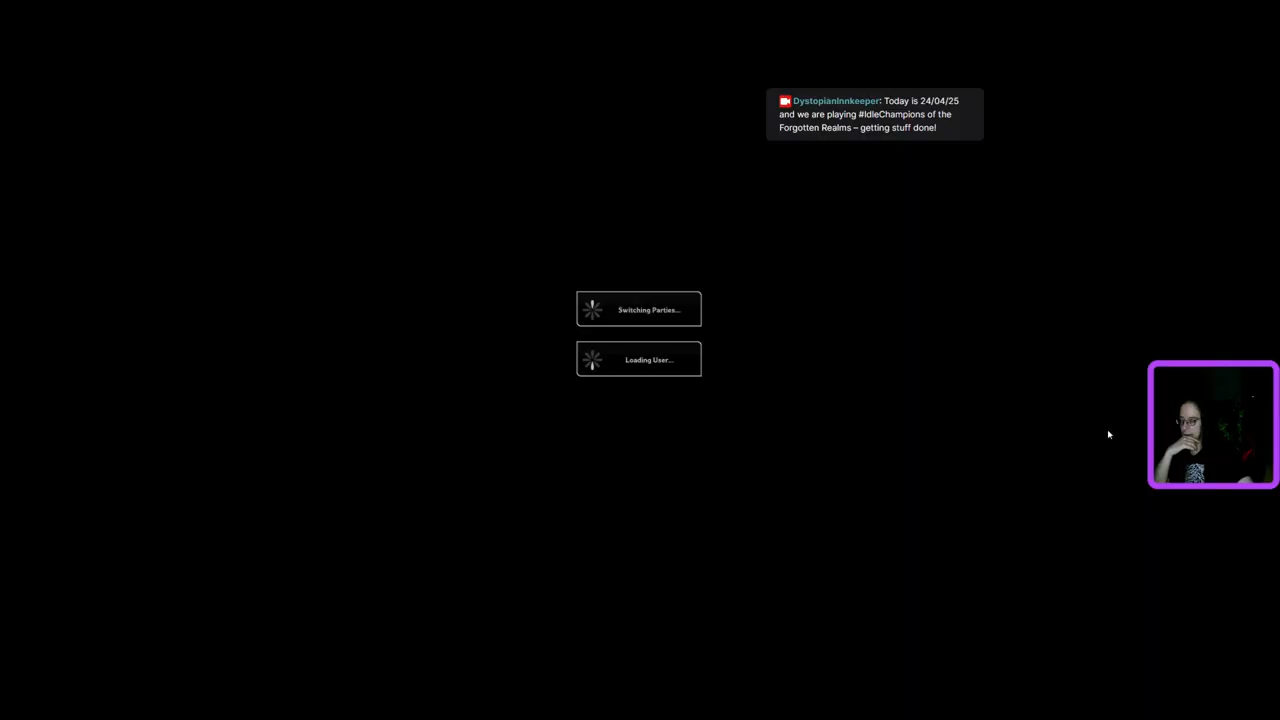 DystopianInnkeeper: Today is 24/04/25
and we are playing #IdleChampions of the
Forgotten Realms – getting stuff done!
Switching Parties...
Loading User...